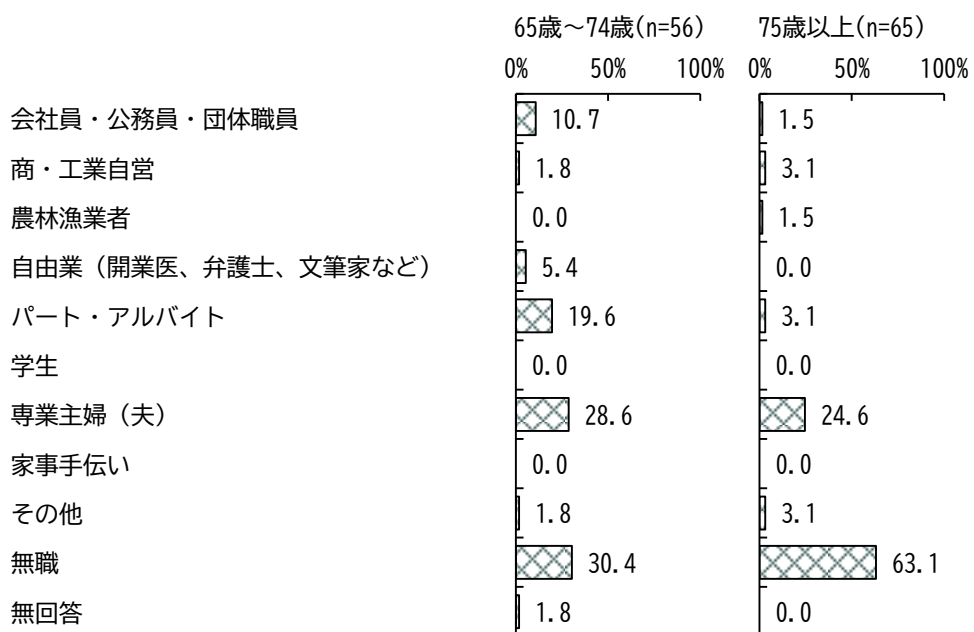 65歳～74歳(n=56) 75歳以上(n=65)
0% 50% 100% 0% 50% 100%
会社員・公務員・団体職員 10.7 1.5
商・工業自営 1.8 3.1
農林漁業者 0.0 1.5
自由業（開業医、弁護士、文筆家など） 5.4 0.0
パート・アルバイト 19.6 3.1
学生 0.0 0.0
専業主婦（夫） 28.6 24.6
家事手伝い 0.0 0.0
その他 1.8 3.1
無職 30.4 63.1
無回答 1.8 0.0